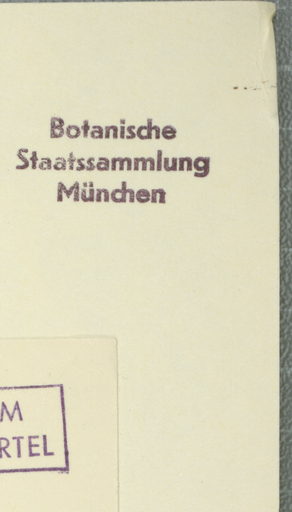 Botanische
Staatssammlung
München
M
RTEL